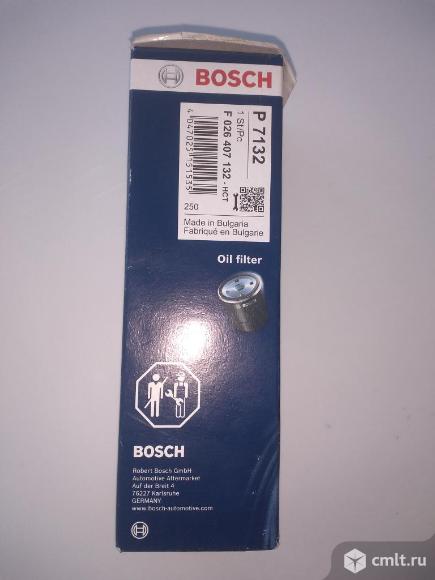 BOSCH
P 7132
1 St/Pc
F 026 407 132 - HCT
4 047025 151535
250
Made in Bulgaria
Fabriqué en Bulgarie
Oil filter
BOSCH
Robert Bosch GmbH
Automotive Aftermarket
Auf der Breit 4
76227 Karlsruhe
GERMANY
www.bosch-automotive.com
cmlt.ru